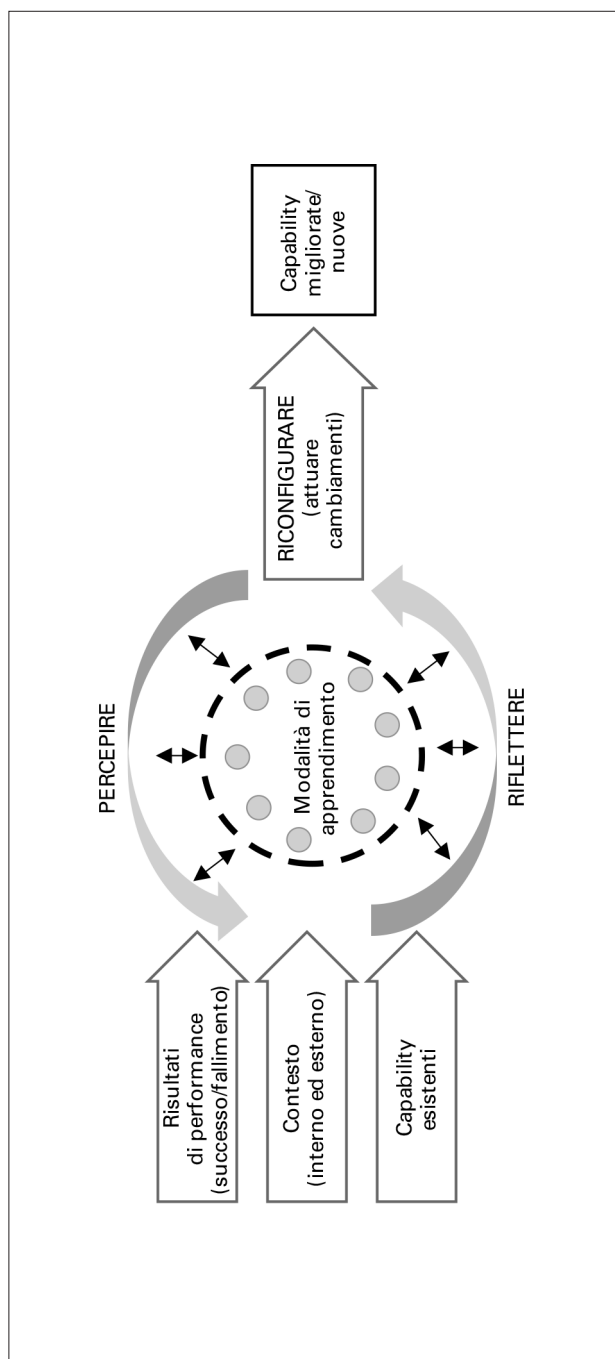 Risultati
di performance
(successo/fallimento)
Contesto
(interno ed esterno)
Capability
esistenti
PERCEPIRE
Modalità di
apprendimento
RIFLETTERE
RICONFIGURARE
(attuare
cambiamenti)
Capability
migliorate/
nuove